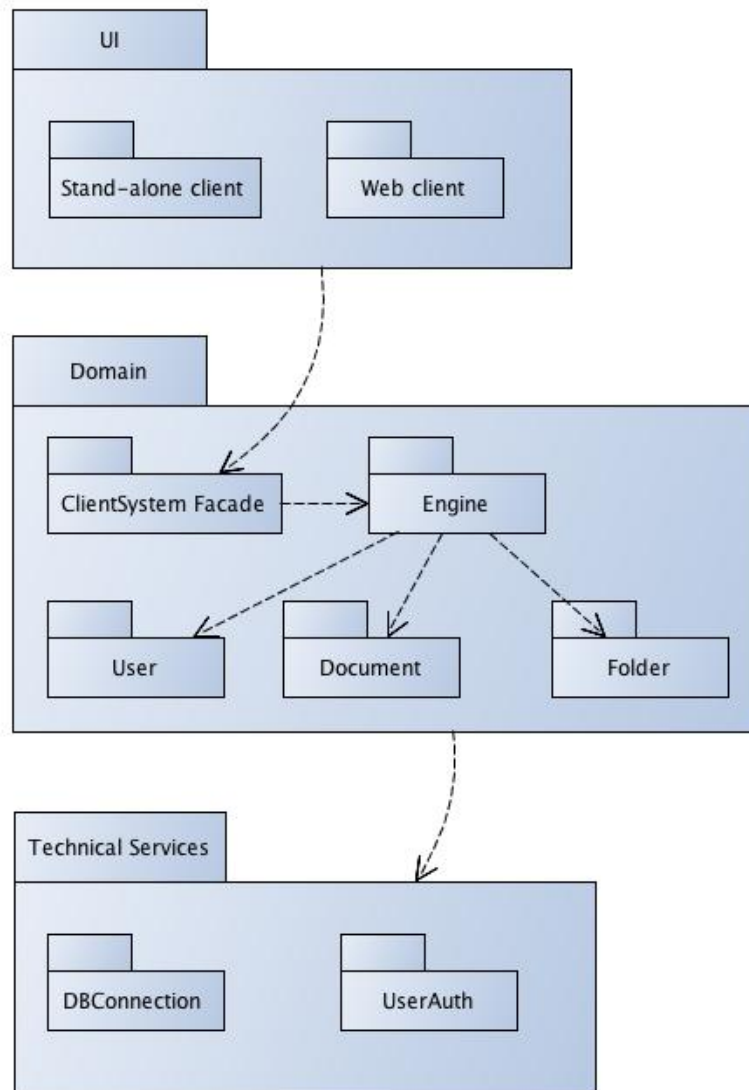 UI
Stand-alone client
Web client
Domain
ClientSystem Facade
Engine
User
Document
Folder
Technical Services
DBConnection
UserAuth